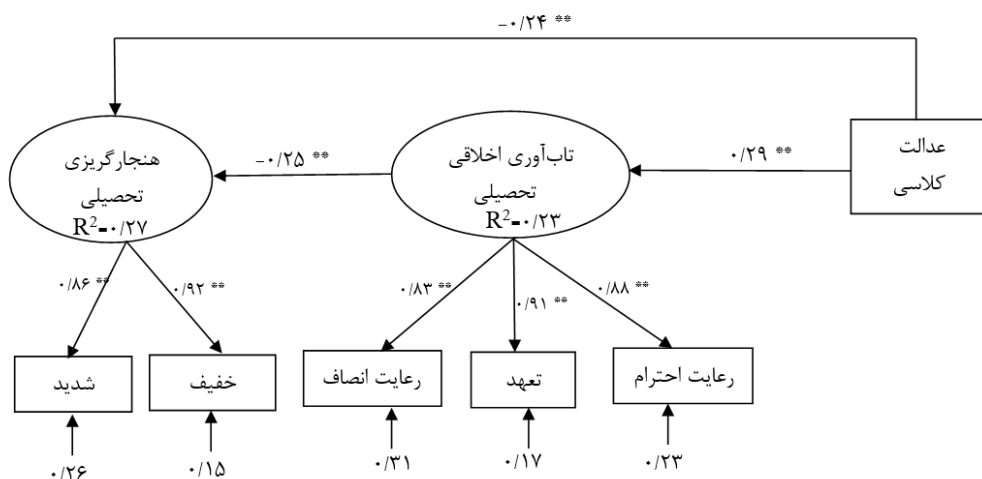 -۰/۲۴ **
عدالت
کلاسی
۰/۲۹ **
تاب‌آوری اخلاقی
تحصیلی
R²=۰/۲۳
-۰/۲۵ **
هنجارگریزی
تحصیلی
R²=۰/۲۷
۰/۸۸ **
۰/۹۱ **
۰/۸۳ **
۰/۹۲ **
۰/۸۶ **
رعایت احترام
تعهد
رعایت انصاف
خفیف
شدید
۰/۲۳
۰/۱۷
۰/۳۱
۰/۱۵
۰/۲۶